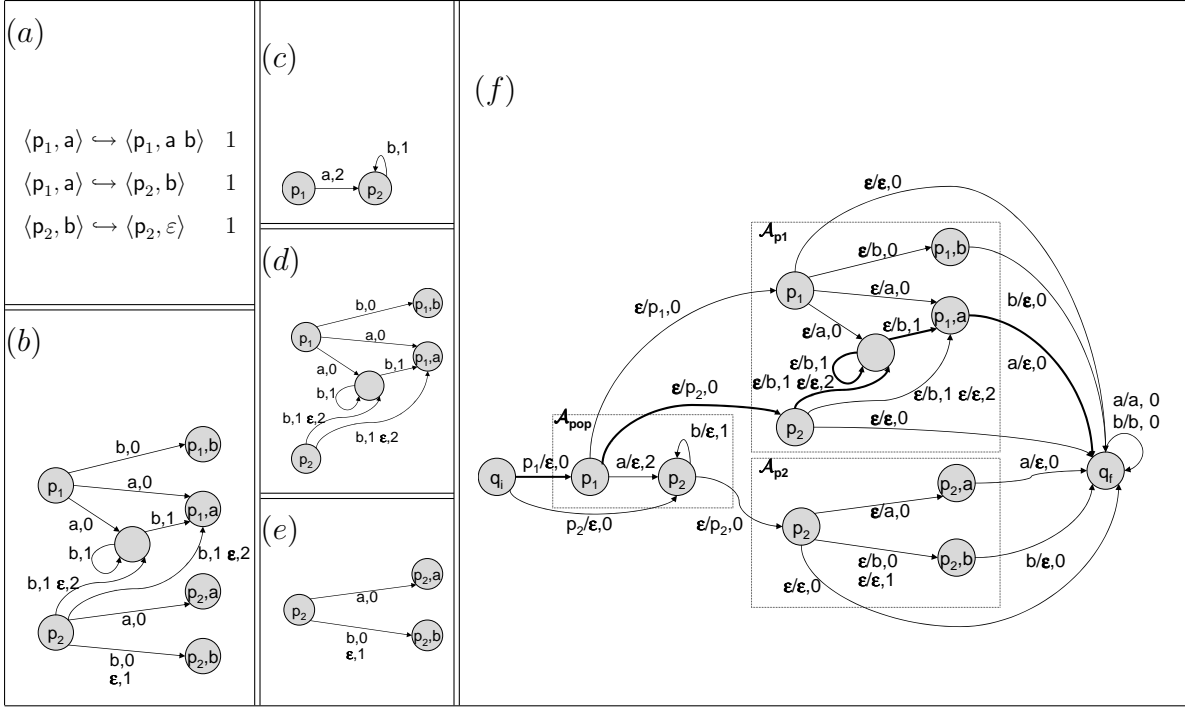 (a)
⟨p₁, a⟩ ↪ ⟨p₁, a b⟩ 1
⟨p₁, a⟩ ↪ ⟨p₂, b⟩ 1
⟨p₂, b⟩ ↪ ⟨p₂, ε⟩ 1
(b)
b,0
p₁,b
p₁
a,0
p₁,a
a,0
b,1
b,1
b,1 ε,2
b,1 ε,2
p₂,a
a,0
p₂
b,0
ε,1
p₂,b
(c)
b,1
a,2
p₁
p₂
(d)
b,0
p₁,b
p₁
a,0
p₁,a
a,0
b,1
b,1
b,1 ε,2
b,1 ε,2
p₂
(e)
p₂,a
a,0
p₂
b,0
ε,1
p₂,b
(f)
ε/ε,0
𝒜p1
ε/b,0
p₁,b
p₁
ε/a,0
b/ε,0
ε/p₁,0
p₁,a
ε/a,0
ε/b,1
ε/b,1
a/ε,0
ε/b,1 ε/ε,2
ε/b,1 ε/ε,2
ε/p₂,0
a/a, 0
b/b, 0
𝒜pop
p₂
ε/ε,0
b/ε,1
𝒜p2
p₁/ε,0
a/ε,2
qᵢ
p₁
p₂
p₂,a
a/ε,0
q_f
p₂/ε,0
ε/p₂,0
p₂
ε/a,0
ε/b,0
ε/ε,1
p₂,b
b/ε,0
ε/ε,0